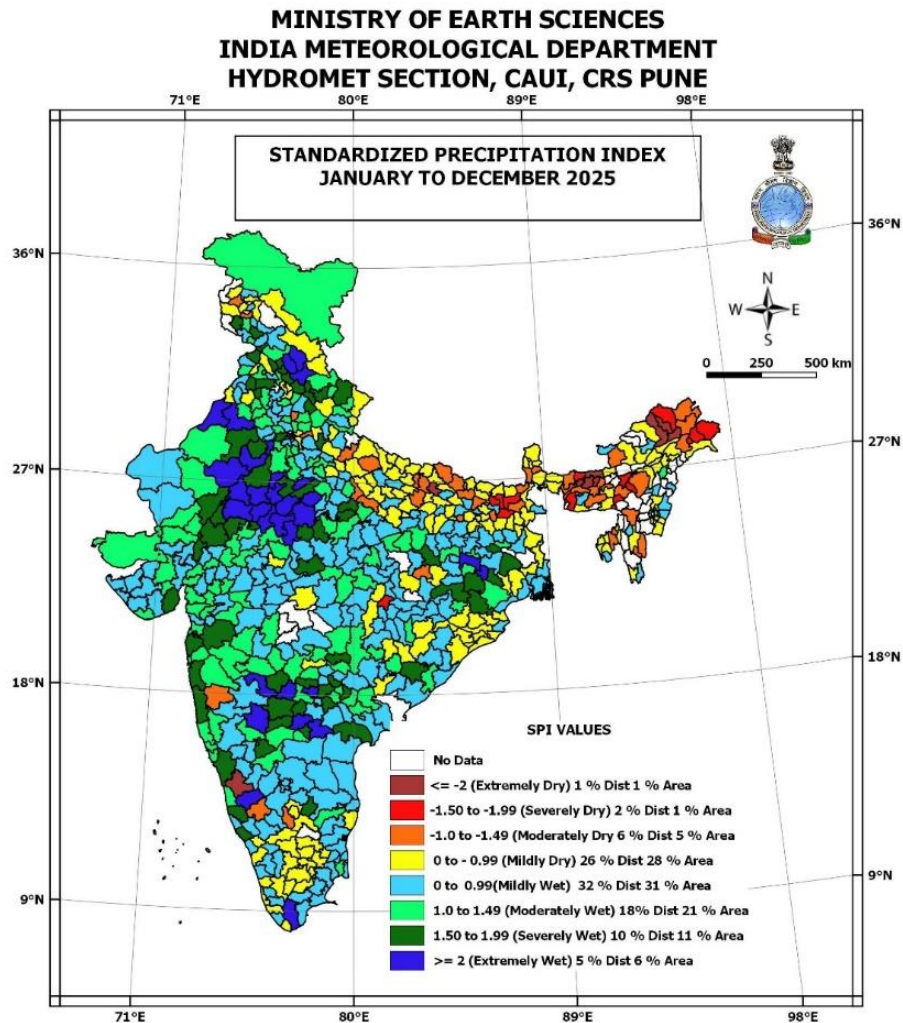 MINISTRY OF EARTH SCIENCES
INDIA METEOROLOGICAL DEPARTMENT
HYDROMET SECTION, CAUI, CRS PUNE
71°E
80°E
89°E
98°E
STANDARDIZED PRECIPITATION INDEX
JANUARY TO DECEMBER 2025
36°N
36°N
N
W E
S
0 250 500 km
27°N
27°N
18°N
18°N
SPI VALUES
No Data
<= -2 (Extremely Dry) 1 % Dist 1 % Area
-1.50 to -1.99 (Severely Dry) 2 % Dist 1 % Area
-1.0 to -1.49 (Moderately Dry 6 % Dist 5 % Area
0 to - 0.99 (Mildly Dry) 26 % Dist 28 % Area
0 to 0.99(Mildly Wet) 32 % Dist 31 % Area
1.0 to 1.49 (Moderately Wet) 18% Dist 21 % Area
1.50 to 1.99 (Severely Wet) 10 % Dist 11 % Area
>= 2 (Extremely Wet) 5 % Dist 6 % Area
9°N
9°N
71°E
80°E
89°E
98°E